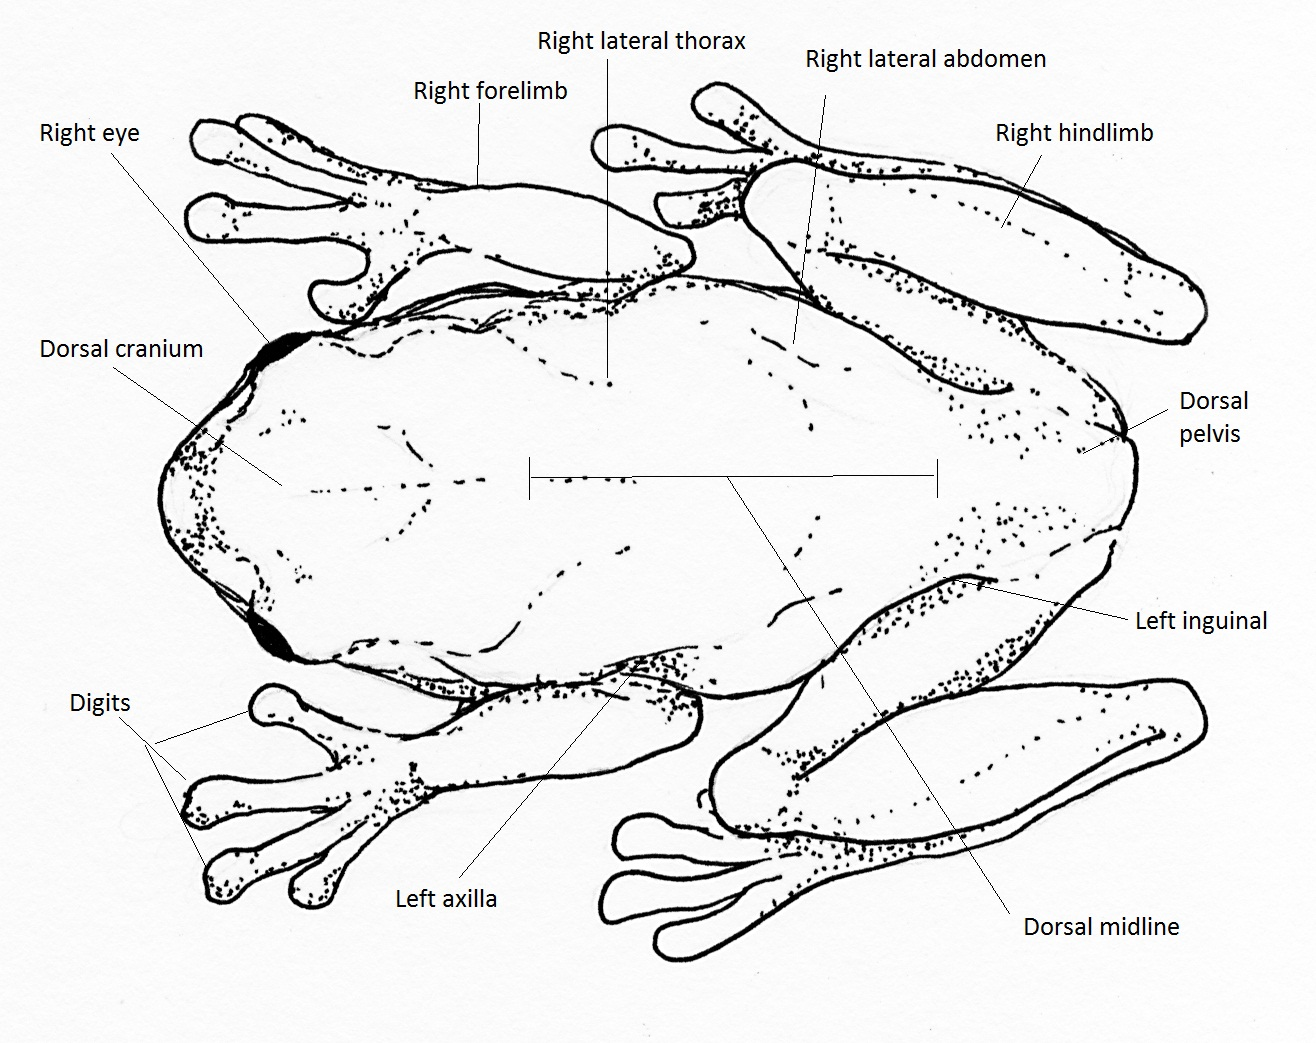 Right lateral thorax
Right lateral abdomen
Right forelimb
Right eye
Right hindlimb
Dorsal cranium
Dorsal
pelvis
Left inguinal
Digits
Left axilla
Dorsal midline